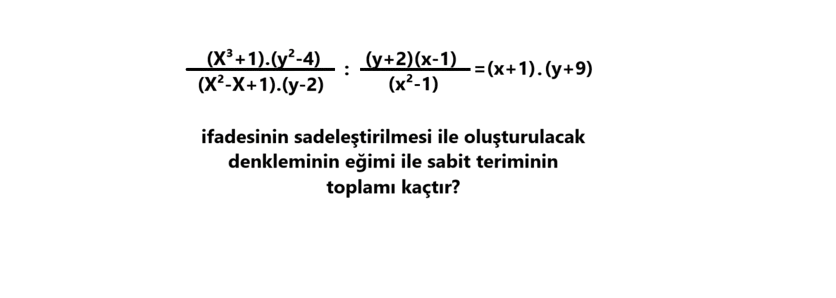 (X³+1).(y²-4) : (y+2)(x-1) =(x+1).(y+9)
(X²-X+1).(y-2) (x²-1)
ifadesinin sadeleştirilmesi ile oluşturulacak
denkleminin eğimi ile sabit teriminin
toplamı kaçtır?